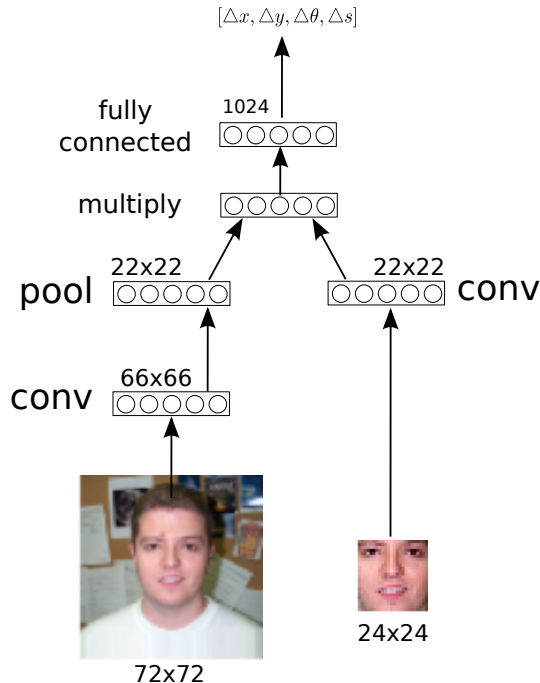 [△x, △y, △θ, △s]
1024
fully
connected
multiply
22x22
22x22
pool
conv
66x66
conv
72x72
24x24